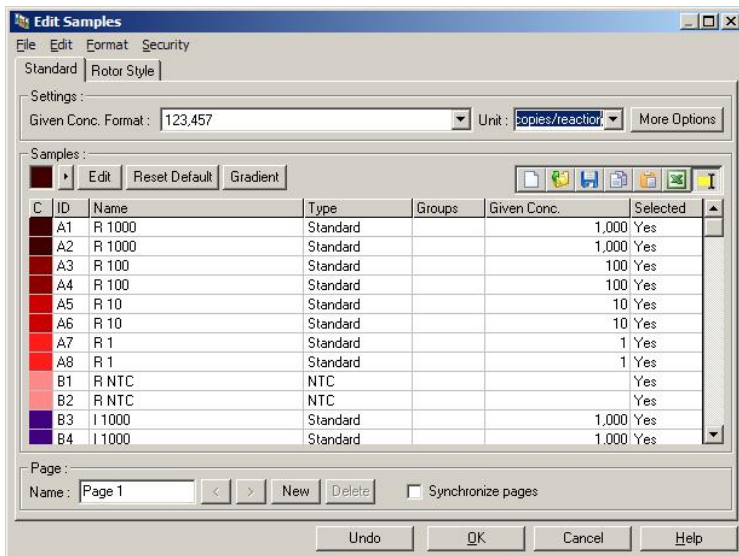 Edit Samples
File Edit Format Security
Standard Rotor Style
Settings :
Given Conc. Format : 123,457 Unit : copies/reaction More Options
Samples :
Edit Reset Default Gradient
C ID Name Type Groups Given Conc. Selected
A1 R 1000 Standard 1,000 Yes
A2 R 1000 Standard 1,000 Yes
A3 R 100 Standard 100 Yes
A4 R 100 Standard 100 Yes
A5 R 10 Standard 10 Yes
A6 R 10 Standard 10 Yes
A7 R 1 Standard 1 Yes
A8 R 1 Standard 1 Yes
B1 R NTC NTC Yes
B2 R NTC NTC Yes
B3 I 1000 Standard 1,000 Yes
B4 I 1000 Standard 1,000 Yes
Page :
Name : Page 1 < > New Delete Synchronize pages
Undo OK Cancel Help